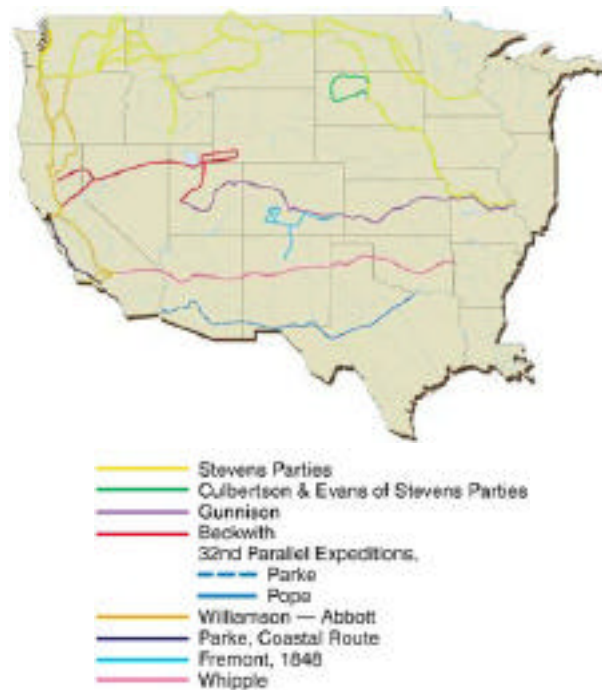 Stevens Parties
Culbertson & Evans of Stevens Parties
Gunnison
Beckwith
32nd Parallel Expeditions,
Parke
Pope
Williamson — Abbott
Parke, Coastal Route
Fremont, 1848
Whipple